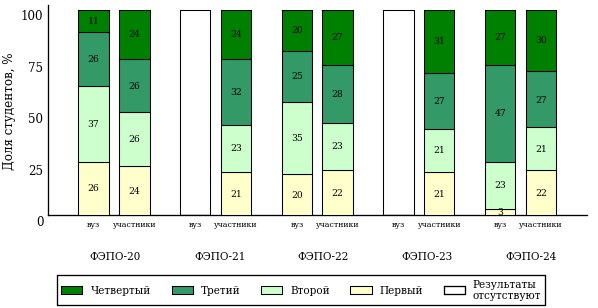 Доля студентов, %
100
75
50
25
0
11 24 24 20 27 31 27 30
26 26 32 25 28 27 47 27
37 26 23 35 23 21 23 21
26 24 21 20 22 21 3 22
вуз участники вуз участники вуз участники вуз участники вуз участники
ФЭПО-20 ФЭПО-21 ФЭПО-22 ФЭПО-23 ФЭПО-24
Четвертый Третий Второй Первый Результаты
отсутствуют